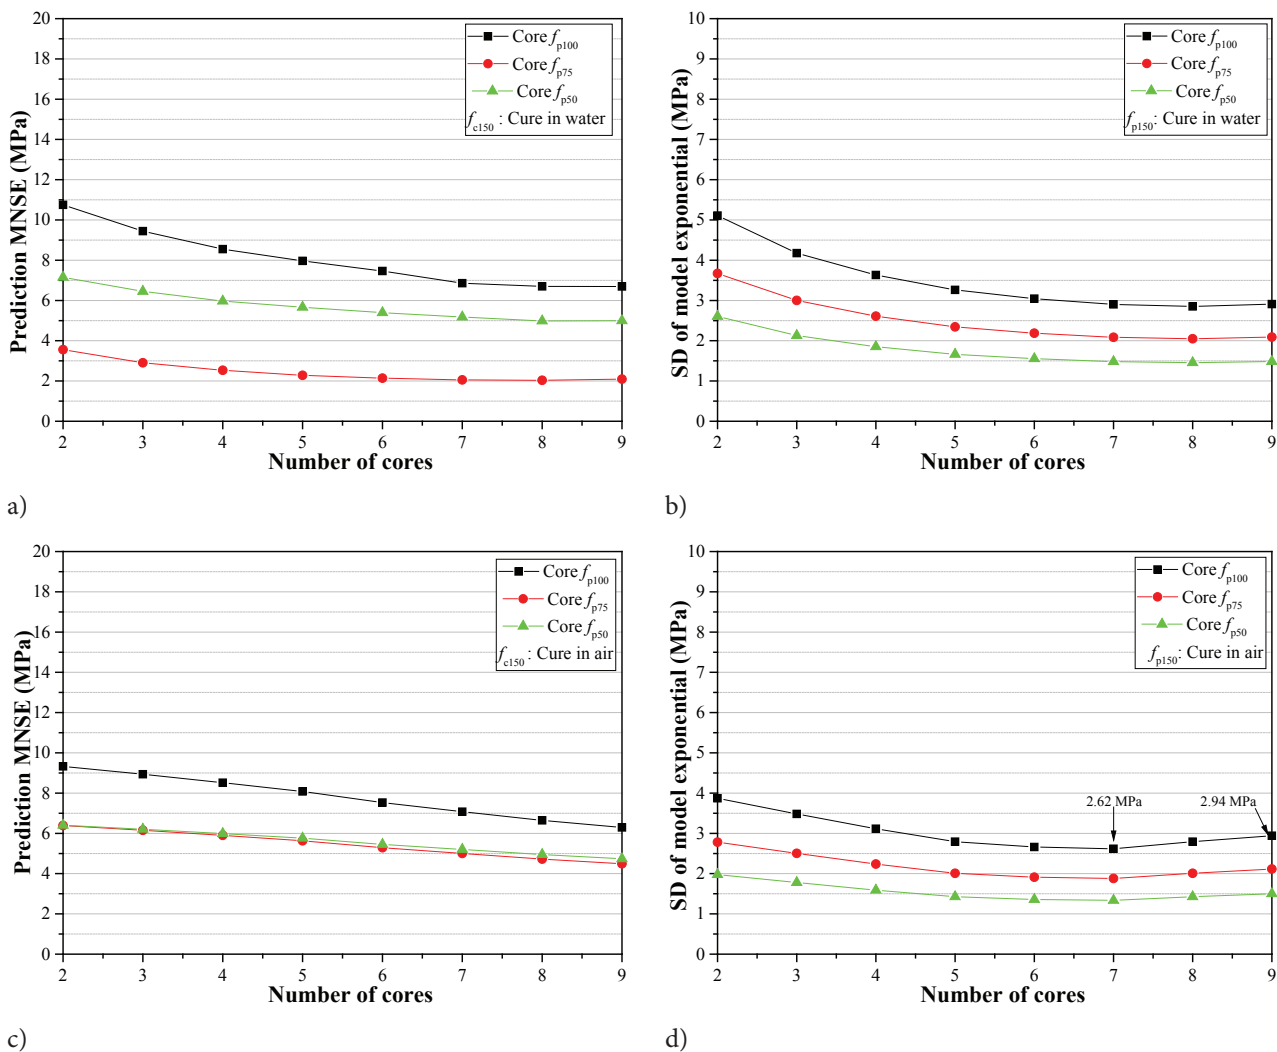 Prediction MNSE (MPa)
20
18
16
14
12
10
8
6
4
2
0
Core fp100
Core fp75
Core fp50
fc150 : Cure in water
2 3 4 5 6 7 8 9
Number of cores
a)
SD of model exponential (MPa)
10
9
8
7
6
5
4
3
2
1
0
Core fp100
Core fp75
Core fp50
fp150: Cure in water
2 3 4 5 6 7 8 9
Number of cores
b)
Prediction MNSE (MPa)
20
18
16
14
12
10
8
6
4
2
0
Core fp100
Core fp75
Core fp50
fc150 : Cure in air
2 3 4 5 6 7 8 9
Number of cores
c)
SD of model exponential (MPa)
10
9
8
7
6
5
4
3
2
1
0
Core fp100
Core fp75
Core fp50
fp150: Cure in air
2.62 MPa
2.94 MPa
2 3 4 5 6 7 8 9
Number of cores
d)